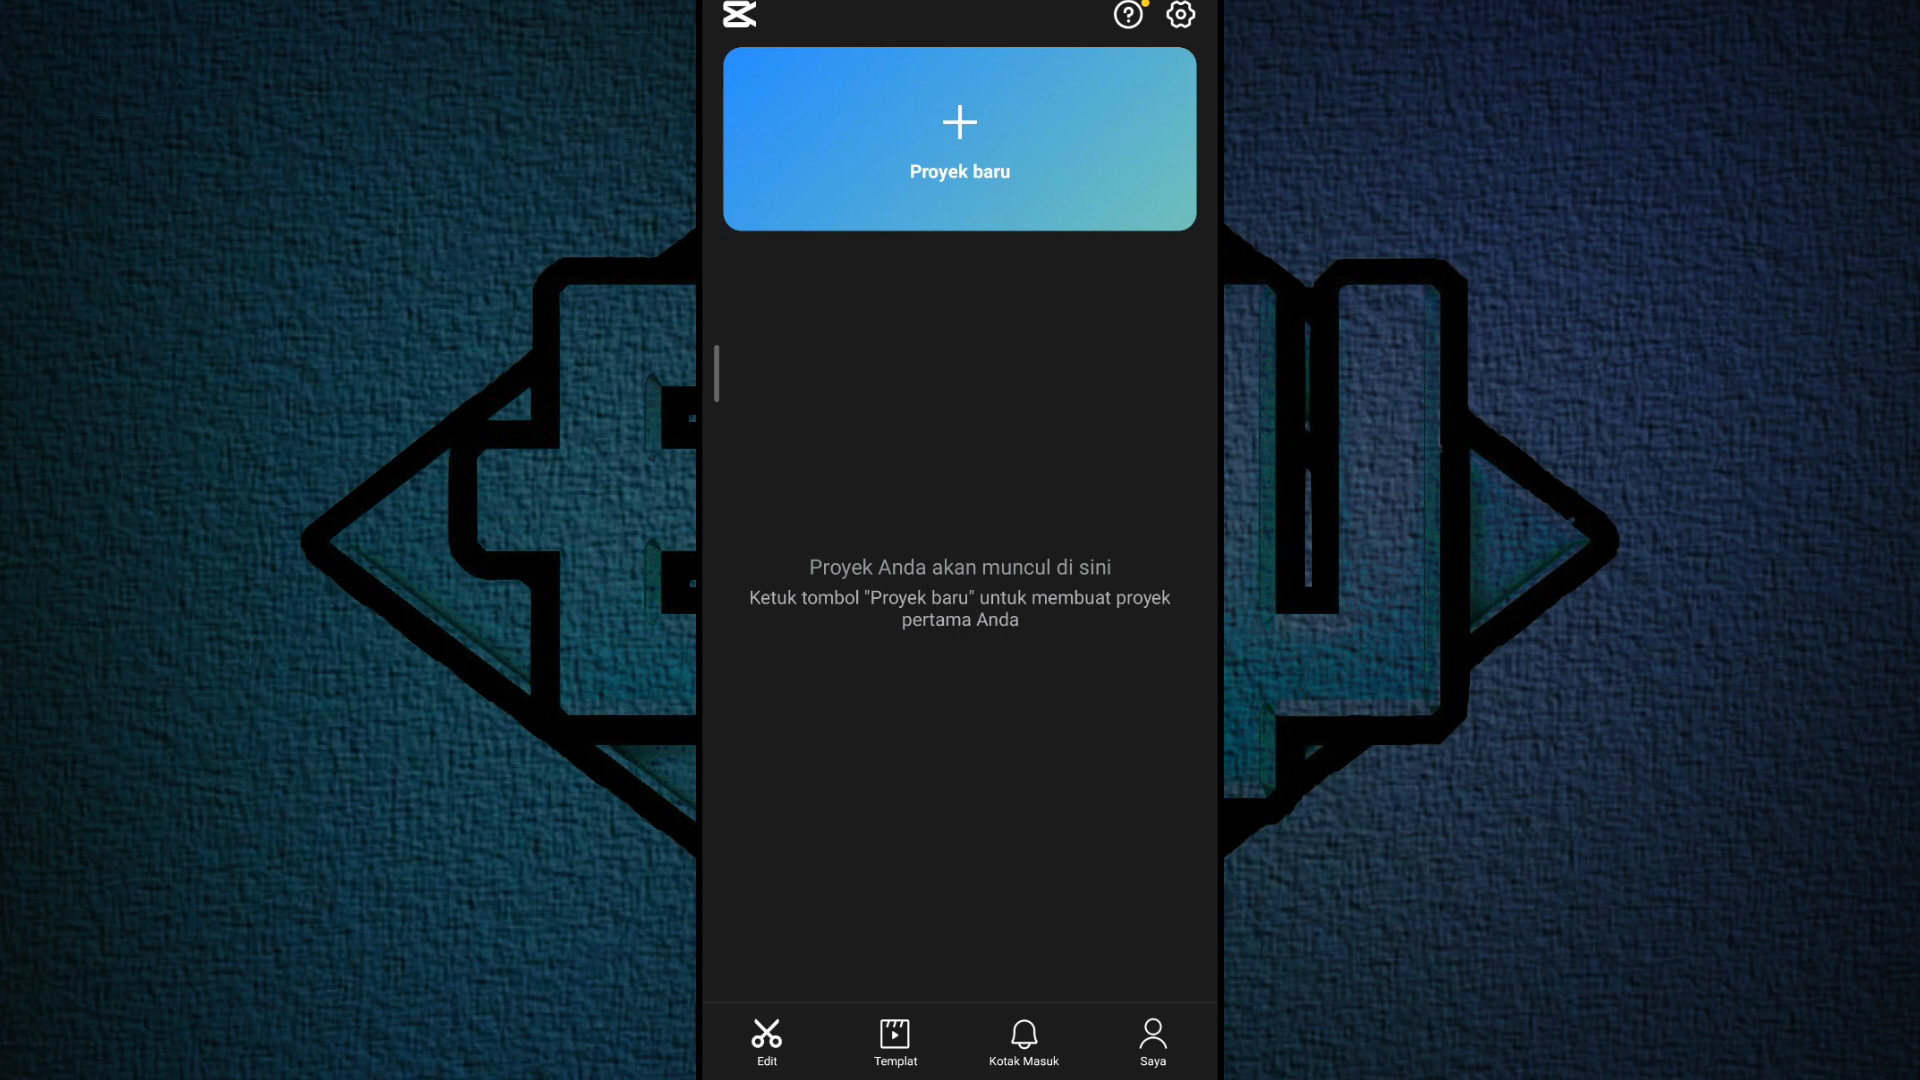 Proyek baru
Proyek Anda akan muncul di sini
Ketuk tombol "Proyek baru" untuk membuat proyek
pertama Anda
Edit
Templat
Kotak Masuk
Saya